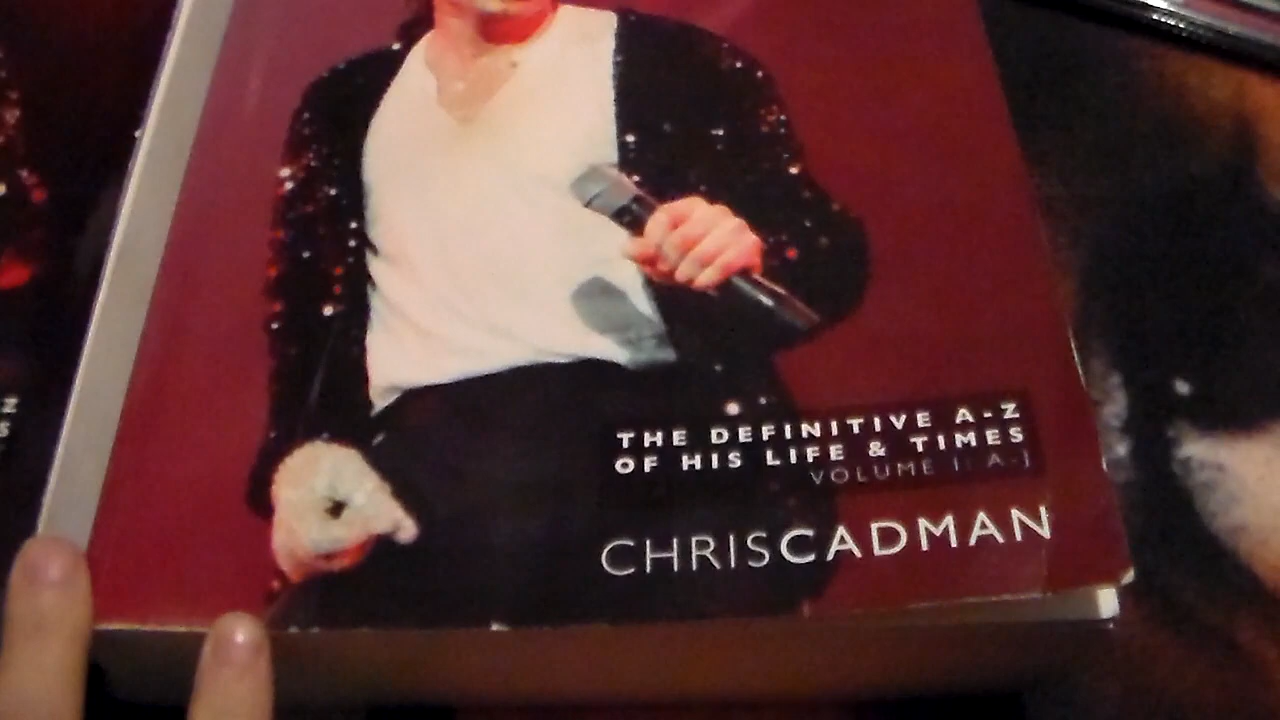 THE DEFINITIVE A-Z
OF HIS LIFE & TIMES
VOLUME I: A-J
CHRISCADMAN
Z
S